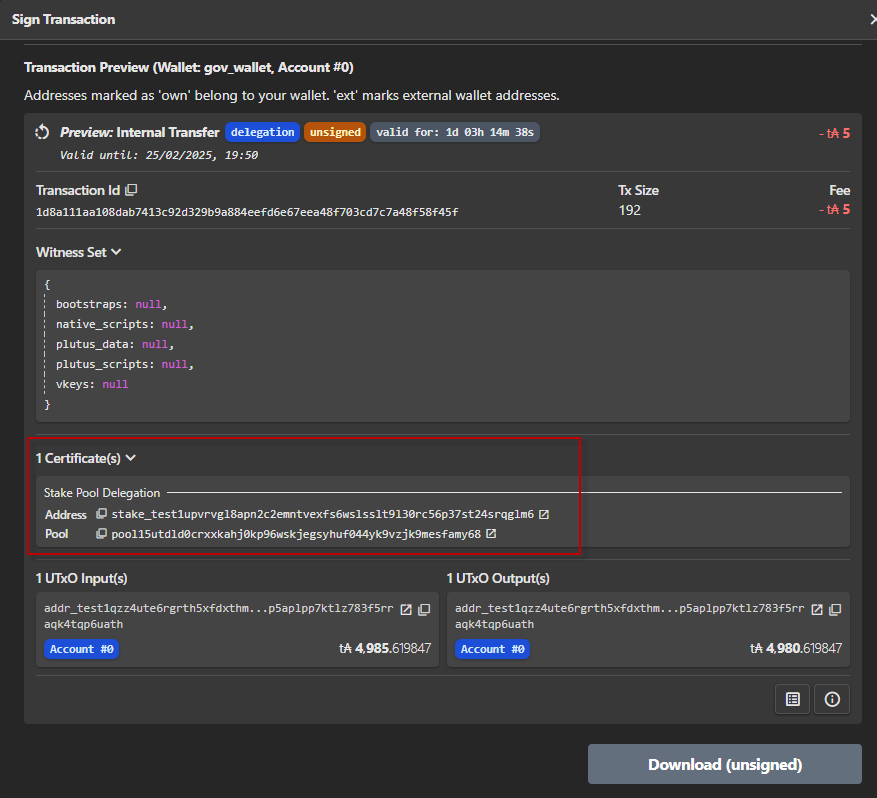 Sign Transaction
Transaction Preview (Wallet: gov_wallet, Account #0)
Addresses marked as 'own' belong to your wallet. 'ext' marks external wallet addresses.
Preview: Internal Transfer delegation unsigned valid for: 1d 03h 14m 38s - t₳ 5
Valid until: 25/02/2025, 19:50
Transaction Id Tx Size Fee
1d8a111aa108dab7413c92d329b9a884eefd6e67eea48f703cd7c7a48f58f45f 192 - t₳ 5
Witness Set
{
bootstraps: null,
native_scripts: null,
plutus_data: null,
plutus_scripts: null,
vkeys: null
}
1 Certificate(s)
Stake Pool Delegation
Address stake_test1upvrvgl8apn2c2emntvexfs6wslsslt9l30rc56p37st24srqglm6
Pool pool15utdld0crxxkahj0kp96wskjegsyhuf044yk9vzjk9mesfamy68
1 UTxO Input(s) 1 UTxO Output(s)
addr_test1qzz4ute6rgrth5xfdxthm...p5aplpp7ktlz783f5rr addr_test1qzz4ute6rgrth5xfdxthm...p5aplpp7ktlz783f5rr
aqk4tqp6uath aqk4tqp6uath
Account #0 t₳ 4,985.619847 Account #0 t₳ 4,980.619847
Download (unsigned)